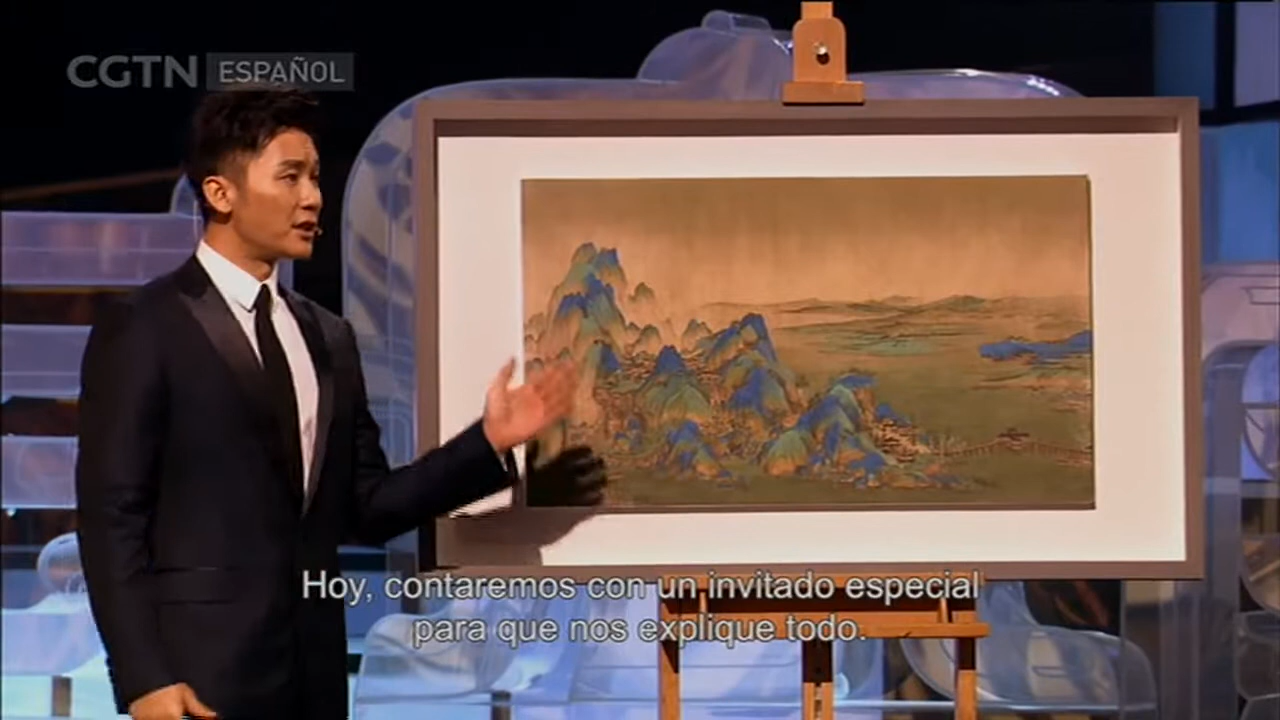 CGTN ESPAÑOL
Hoy, contaremos con un invitado especial
para que nos explique todo.